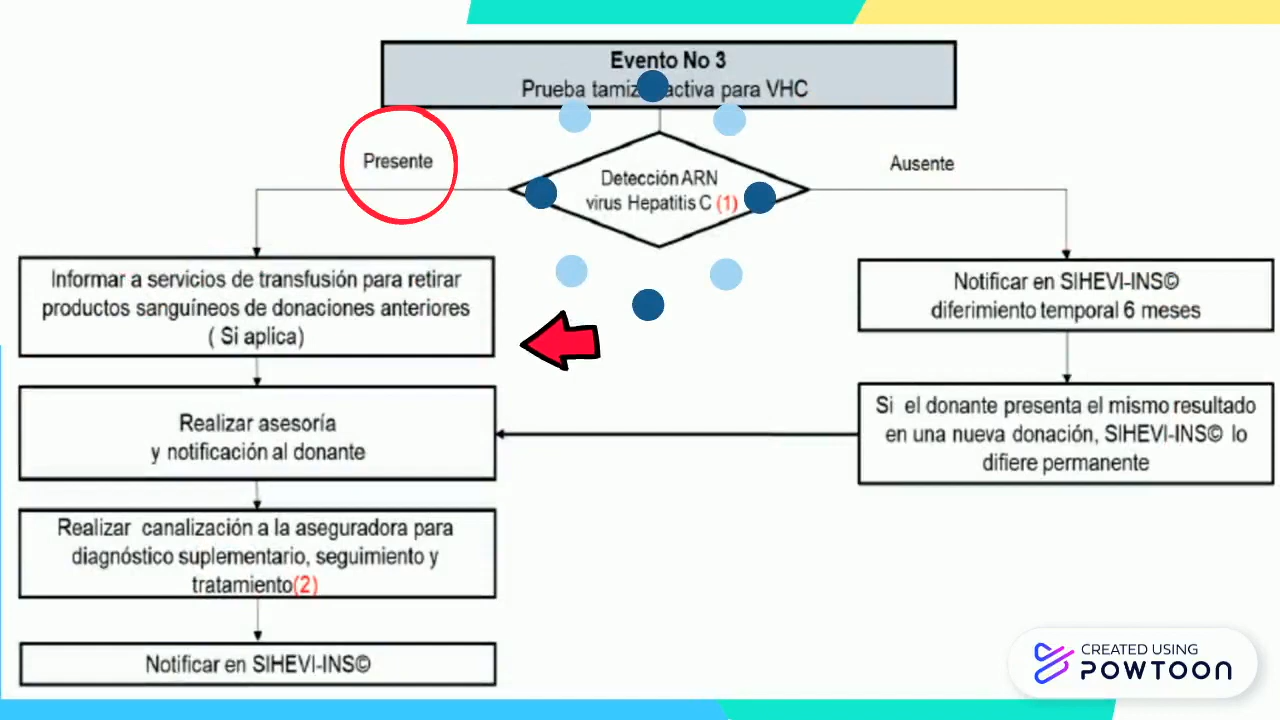 Evento No 3
Prueba para VHC
Presente
Detección ARN
virus Hepatitis C (1)
Ausente
Informar a servicios de transfusión para retirar
productos sanguíneos de donaciones anteriores
( Si aplica)
Notificar en SIHEVI-INS©
diferimiento temporal 6 meses
Realizar asesoría
y notificación al donante
Si el donante presenta el mismo resultado
en una nueva donación, SIHEVI-INS© lo
difiere permanente
Realizar canalización a la aseguradora para
diagnóstico suplementario, seguimiento y
tratamiento(2)
Notificar en SIHEVI-INS©
CREATED USING
POWTOON